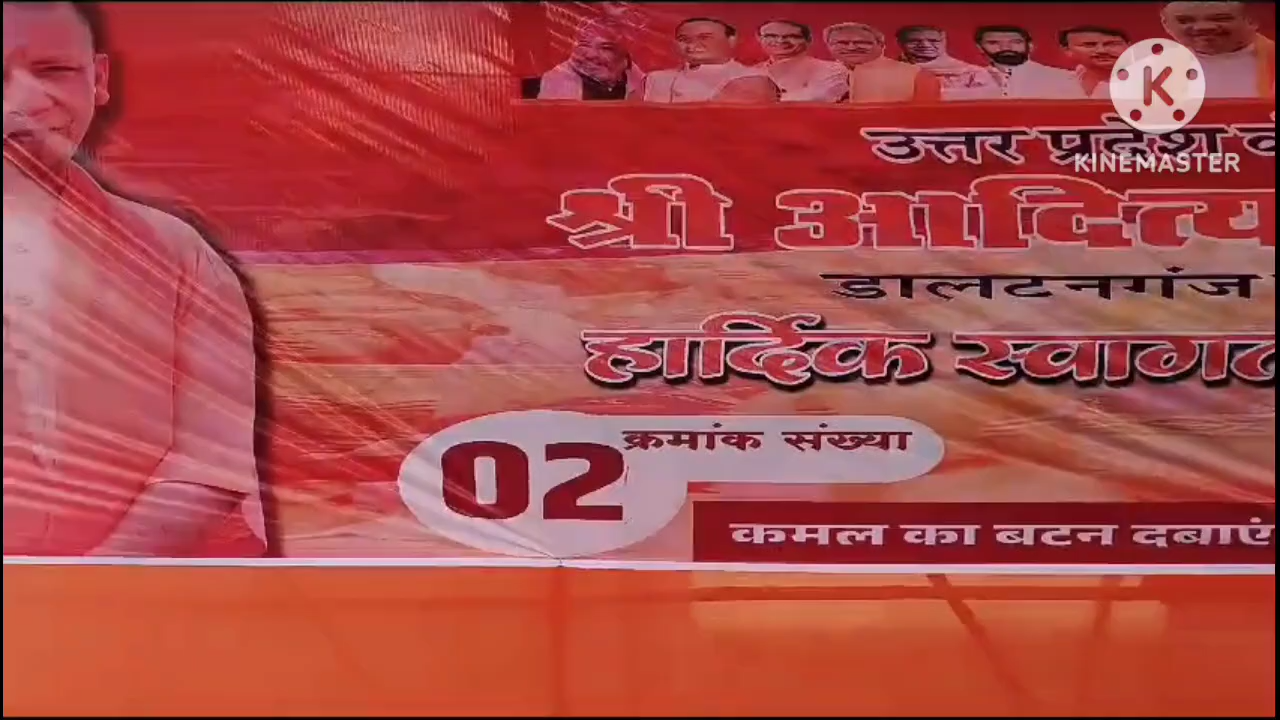 उत्तर प्रदेश
KINEMASTER
श्री आदित्य
डालटनगंज
हार्दिक स्वागत
02 क्रमांक संख्या
कमल का बटन दबाएं